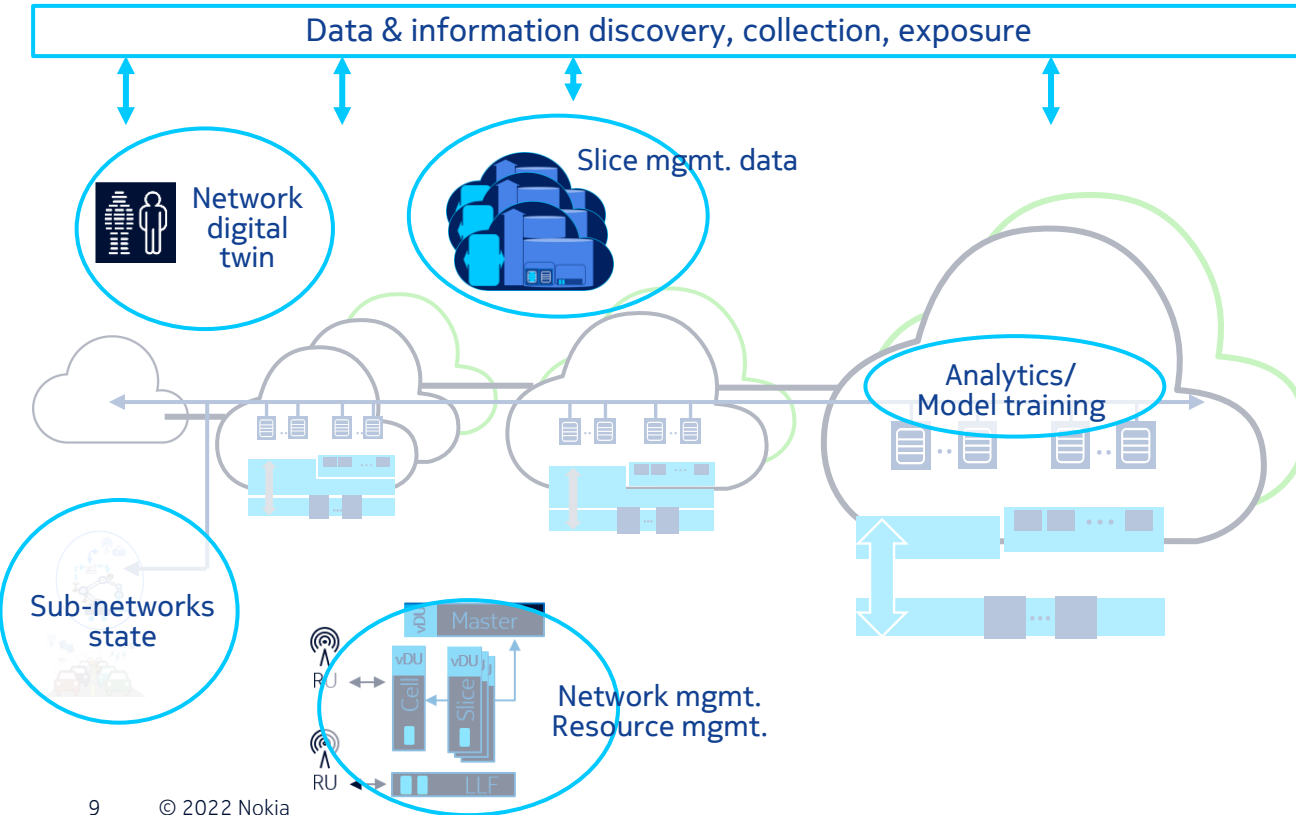 Data & information discovery, collection, exposure
Slice mgmt. data
Network
digital
twin
Analytics/
Model training
Sub-networks
state
vDU
Master
RU
vDU
vDU
Cell
Slice
Network mgmt.
Resource mgmt.
RU
LLF
9
© 2022 Nokia